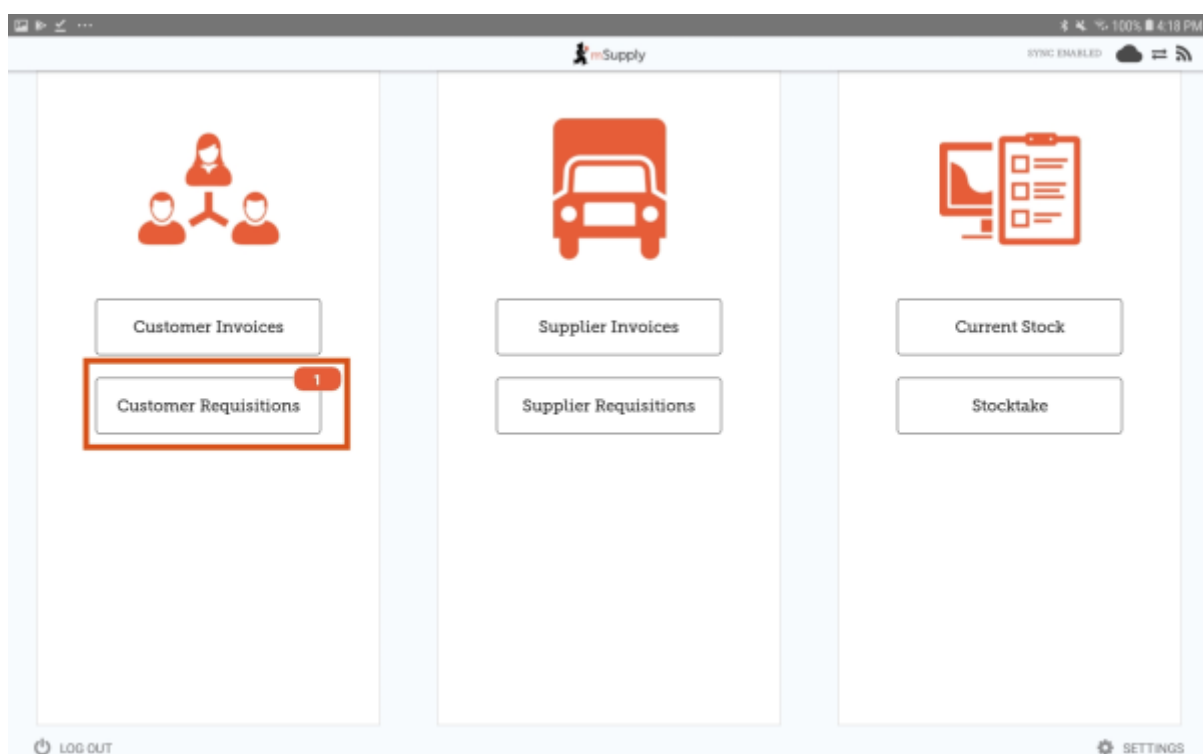 100% 4:18 PM
mSupply
SYNC ENABLED
Customer Invoices
1
Customer Requisitions
Supplier Invoices
Supplier Requisitions
Current Stock
Stocktake
LOG OUT
SETTINGS